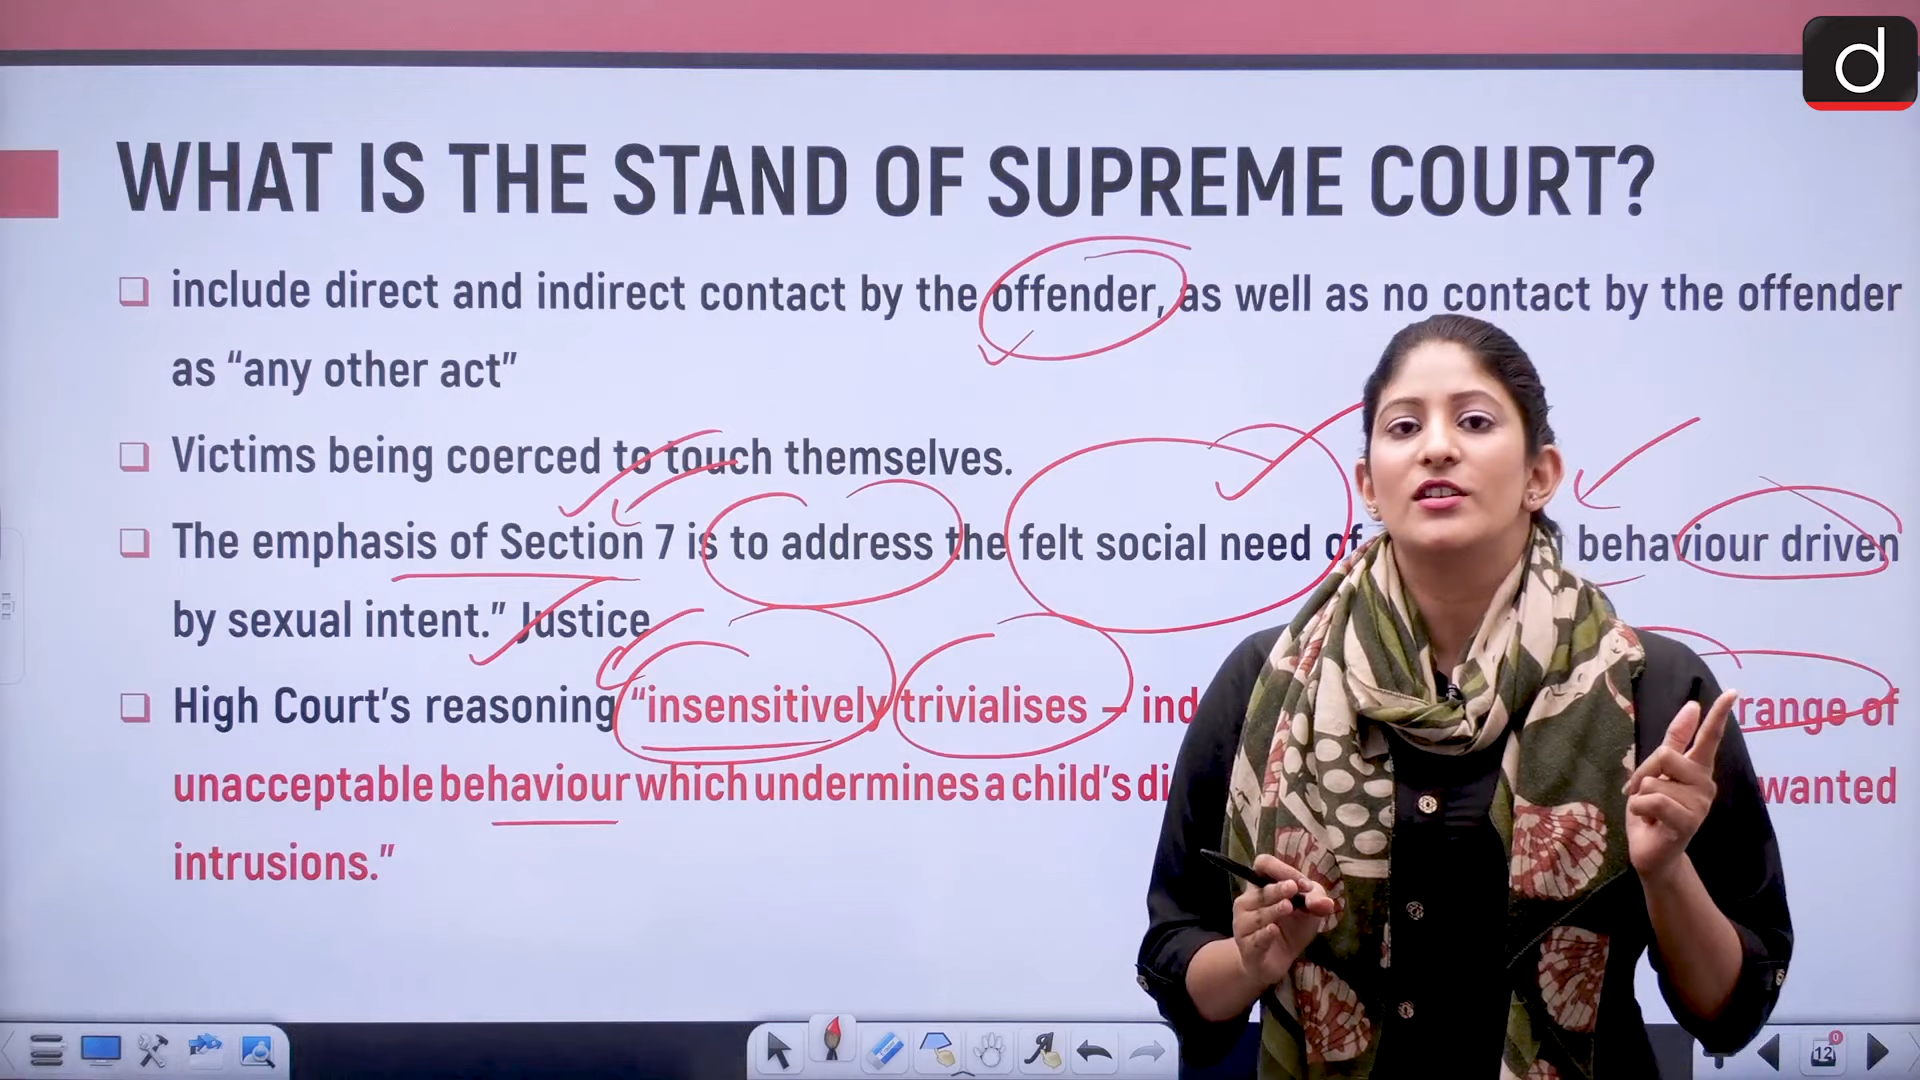 d
WHAT IS THE STAND OF SUPREME COURT?
include direct and indirect contact by the offender, as well as no contact by the offender
as “any other act”
Victims being coerced to touch themselves.
The emphasis of Section 7 is to address the felt social need of behaviour driven
by sexual intent.” Justice
High Court’s reasoning “insensitively trivialises – range of
unacceptable behaviour which undermines a child’s wanted
intrusions.”
12
0